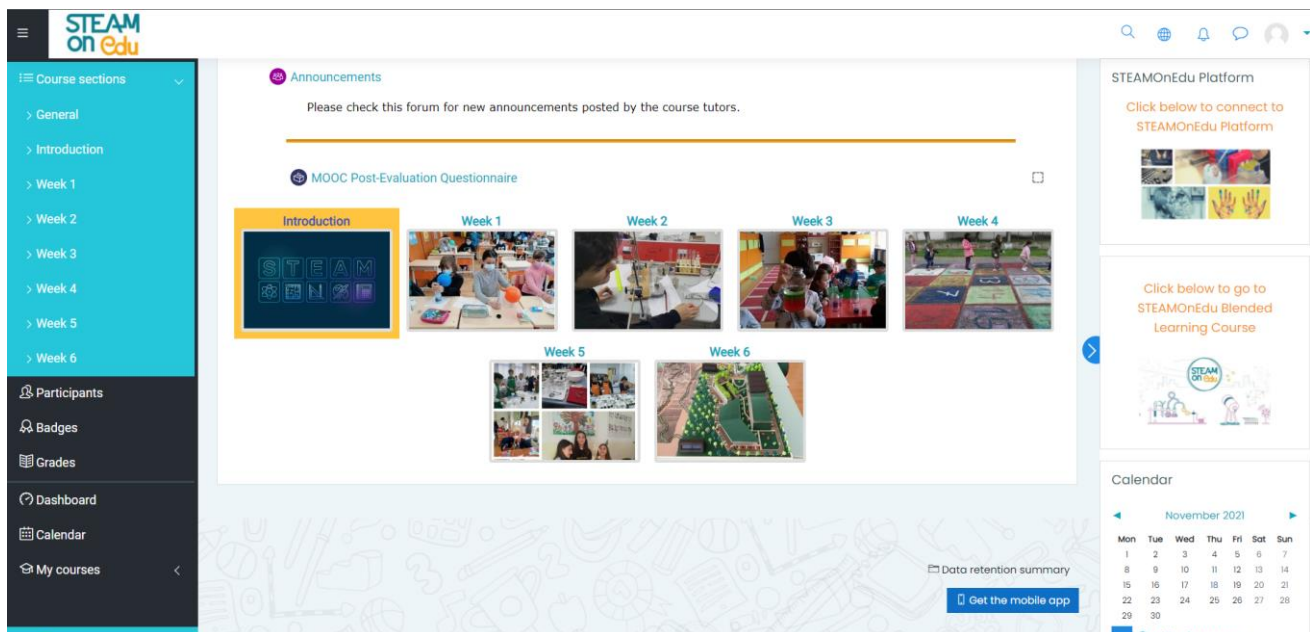 STEAM
on edu
Course sections
General
Introduction
Week 1
Week 2
Week 3
Week 4
Week 5
Week 6
Participants
Badges
Grades
Dashboard
Calendar
My courses
Announcements
Please check this forum for new announcements posted by the course tutors.
MOOC Post-Evaluation Questionnaire
Introduction
STEAM
Week 1
Week 2
Week 3
Week 4
Week 5
Week 6
Data retention summary
Get the mobile app
STEAMOnEdu Platform
Click below to connect to
STEAMOnEdu Platform
Click below to go to
STEAMOnEdu Blended
Learning Course
STEAM
on edu
Calendar
◄ November 2021 ►
Mon Tue Wed Thu Fri Sat Sun
1 2 3 4 5 6 7
8 9 10 11 12 13 14
15 16 17 18 19 20 21
22 23 24 25 26 27 28
29 30